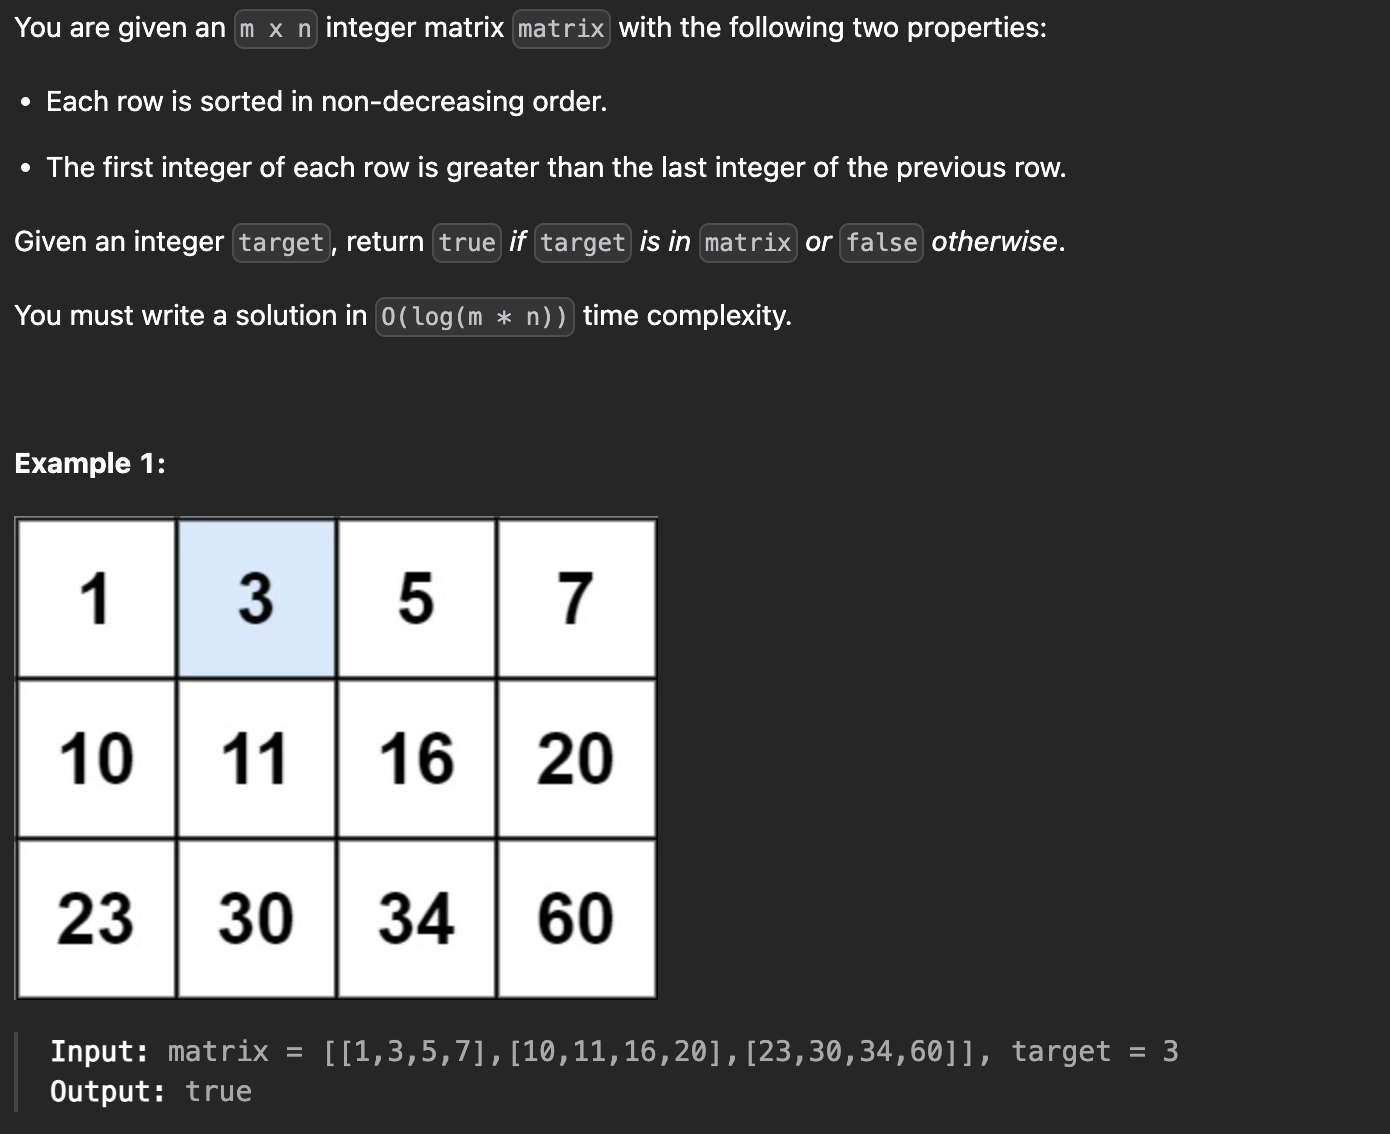 You are given an m x n integer matrix matrix with the following two properties:
• Each row is sorted in non-decreasing order.
• The first integer of each row is greater than the last integer of the previous row.
Given an integer target, return true if target is in matrix or false otherwise.
You must write a solution in O(log(m * n)) time complexity.
Example 1:
1 3 5 7
10 11 16 20
23 30 34 60
Input: matrix = [[1,3,5,7],[10,11,16,20],[23,30,34,60]], target = 3
Output: true